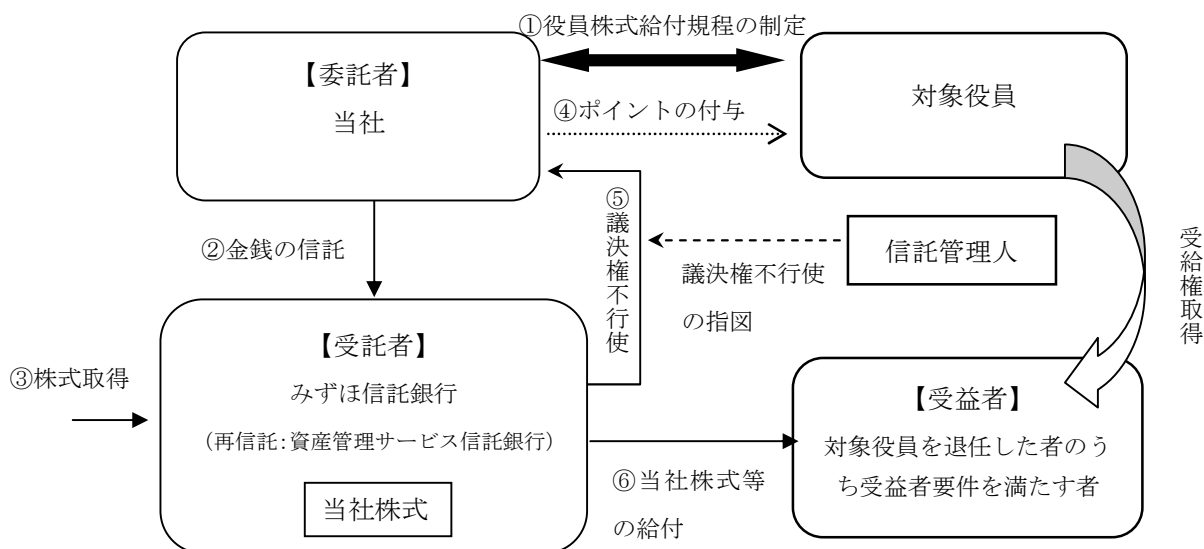 ①役員株式給付規程の制定
【委託者】
当社
④ポイントの付与
対象役員
②金銭の信託
⑤議決権不行使
信託管理人
議決権不行使
の指図
受給権取得
③株式取得
【受託者】
みずほ信託銀行
（再信託：資産管理サービス信託銀行）
当社株式
⑥当社株式等
の給付
【受益者】
対象役員を退任した者のう
ち受益者要件を満たす者